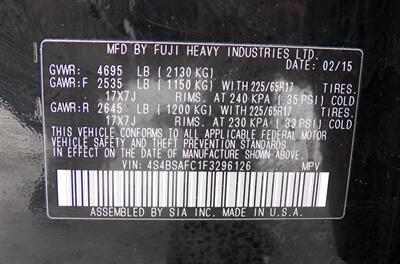 MFD BY FUJI HEAVY INDUSTRIES LTD.
DATE: 02/15
GVWR: 4695 LB (2130 KG)
GAWR:F 2535 LB (1150 KG) WITH 225/65R17 TIRES.
17X7J RIMS. AT 240 KPA (35 PSI) COLD
GAWR:R 2645 LB (1200 KG) WITH 225/65R17 TIRES.
17X7J RIMS. AT 230 KPA (33 PSI) COLD
THIS VEHICLE CONFORMS TO ALL APPLICABLE FEDERAL MOTOR
VEHICLE SAFETY AND THEFT PREVENTION STANDARDS
IN EFFECT ON THE DATE OF MANUFACTURE SHOWN ABOVE.
VIN: 4S4BSAFC1F3296126 MPV
ASSEMBLED BY SIA INC. MADE IN U.S.A.